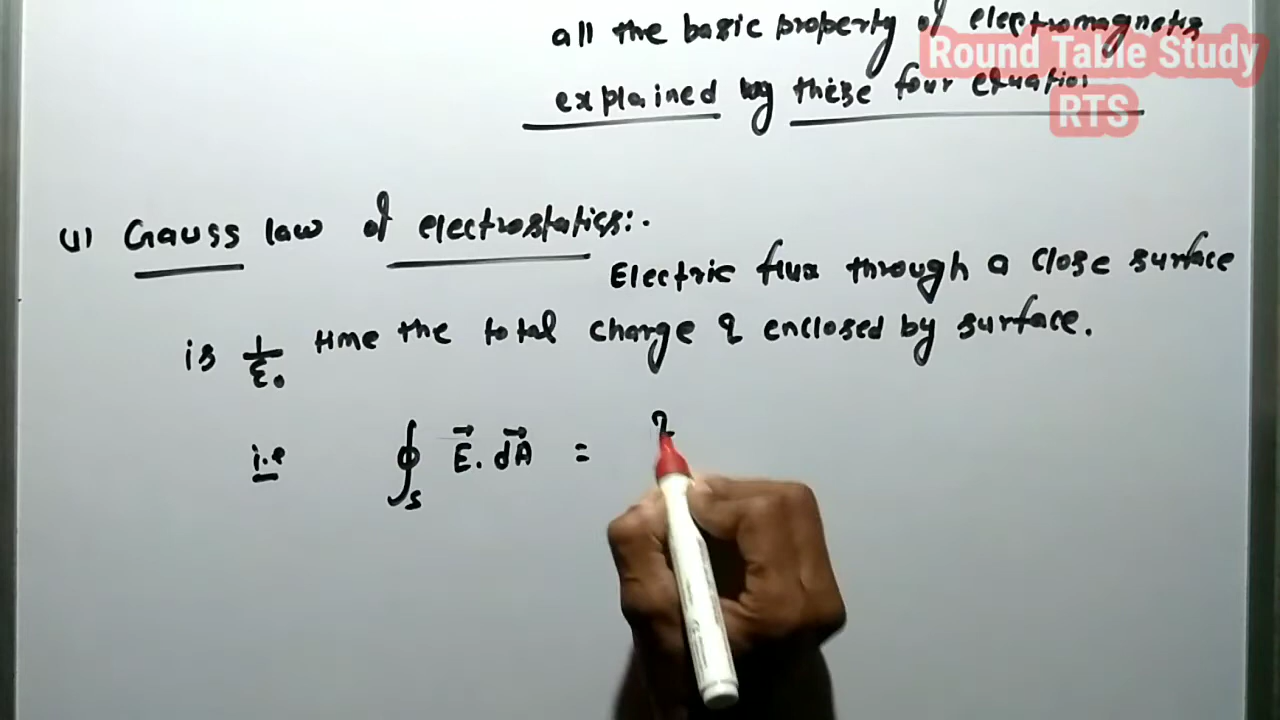 all the basic property of electromagnetis
Round Table Study
explained by these four equation
RTS
(1) Gauss law of electrostatics:-
Electric flux through a close surface
is 1/ε₀ time the total charge q enclosed by surface.
i.e ∮s E⃗. dA⃗ = q